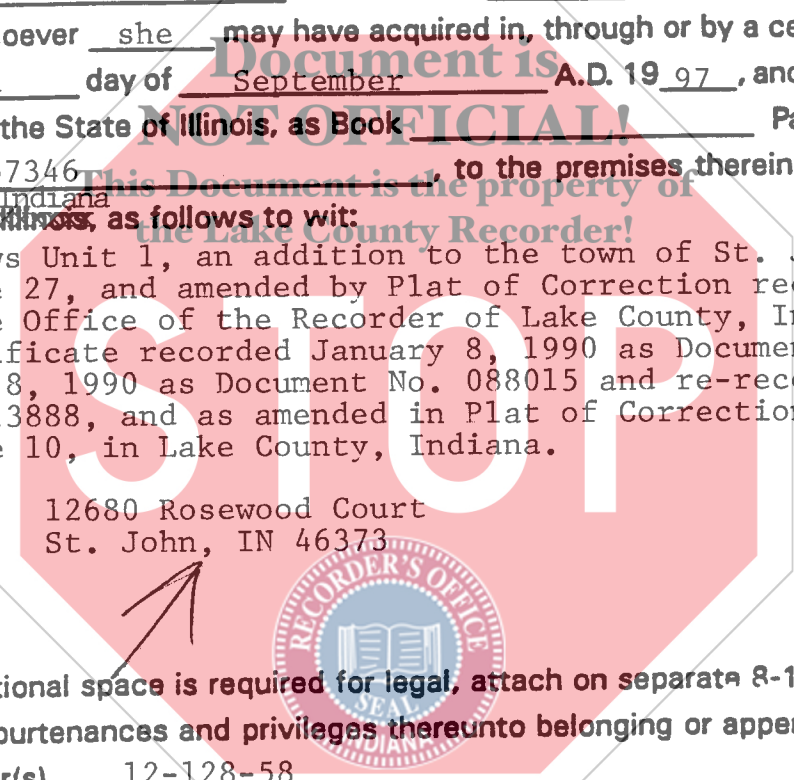 oever she may have acquired in, through or by a ce
day of September A.D. 19 97, and
the State of Illinois, as Book Pa
7346, to the premises therein
Indiana
Illinois, as follows to wit:
s Unit 1, an addition to the town of St. J
e 27, and amended by Plat of Correction rec
e Office of the Recorder of Lake County, In
ificate recorded January 8, 1990 as Documen
8, 1990 as Document No. 088015 and re-reco
3888, and as amended in Plat of Correction
e 10, in Lake County, Indiana.
12680 Rosewood Court
St. John, IN 46373
tional space is required for legal, attach on separate 8-1
purtenances and privileges thereunto belonging or apper
r(s) 12-128-58
Document is
NOT OFFICIAL!
This Document is the property of
the Lake County Recorder!
STOP
RECORDER'S OFFICE
SEAL
INDIANA